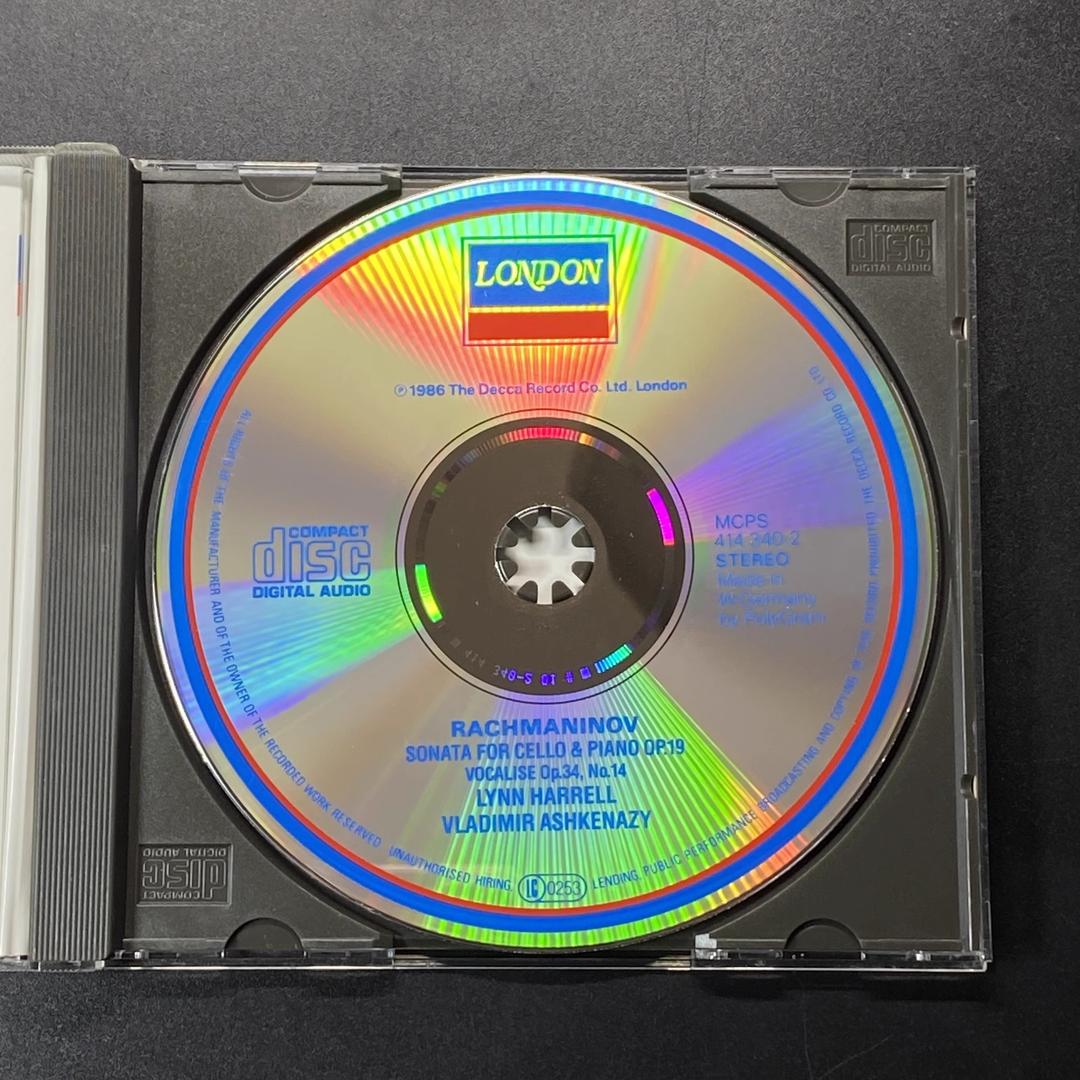 COMPACT
disc
DIGITAL AUDIO
LONDON
℗ 1986 The Decca Record Co. Ltd. London
COMPACT
disc
DIGITAL AUDIO
MCPS
414 340-2
STEREO
Made in
W. Germany
by PolyGram
414 340-2 01 #
RACHMANINOV
SONATA FOR CELLO & PIANO OP.19
VOCALISE Op.34, No.14
LYNN HARRELL
VLADIMIR ASHKENAZY
ALL RIGHTS OF THE MANUFACTURER AND OF THE OWNER OF THE RECORDED WORK RESERVED UNAUTHORISED HIRING, LENDING, PUBLIC PERFORMANCE BROADCASTING AND COPYING OF THIS RECORD PROHIBITED THE DECCA RECORD CO LTD
LC 0253
COMPACT
disc
DIGITAL AUDIO